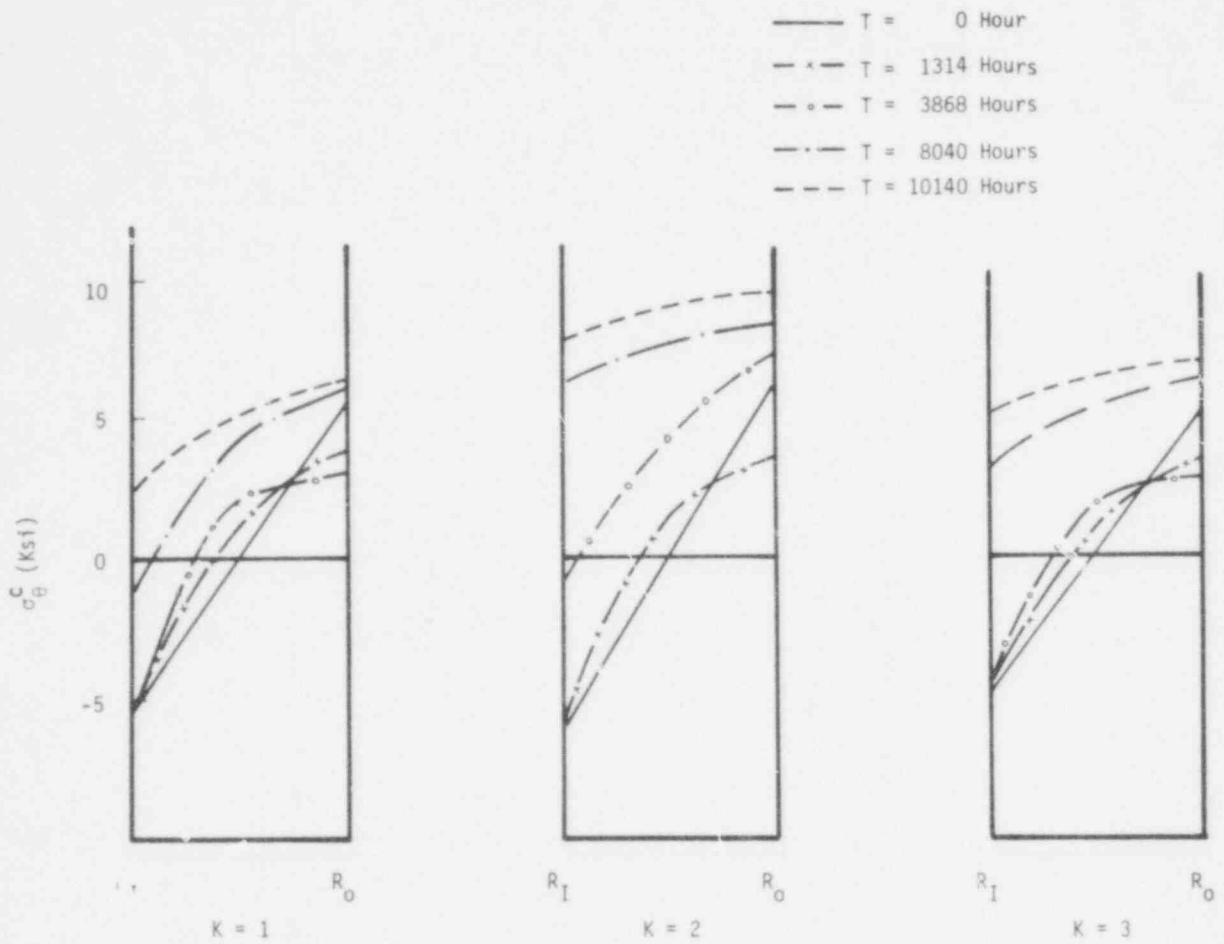 T = 0 Hour
T = 1314 Hours
T = 3868 Hours
T = 8040 Hours
T = 10140 Hours
10
5
0
-5
σ_θ^C (Ksi)
R_o
R_I R_o
R_I R_o
K = 1 K = 2 K = 3